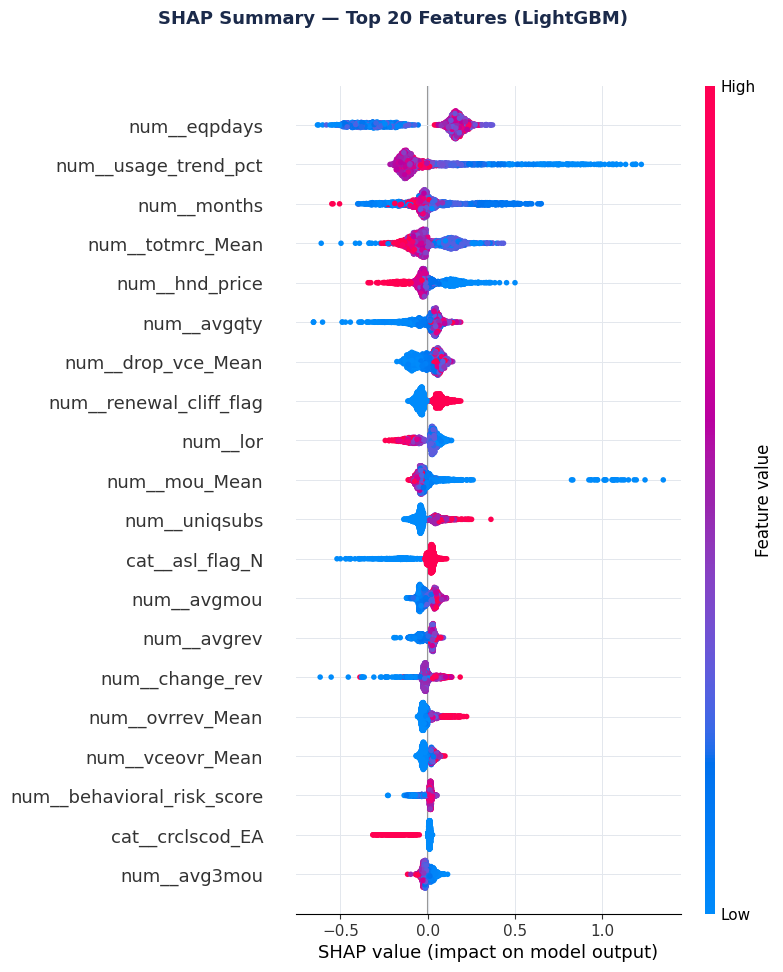 SHAP Summary — Top 20 Features (LightGBM)
High
num__eqpdays
num__usage_trend_pct
num__months
num__totmrc_Mean
num__hnd_price
num__avgqty
num__drop_vce_Mean
num__renewal_cliff_flag
num__lor
num__mou_Mean
num__uniqsubs
cat__asl_flag_N
num__avgmou
num__avgrev
num__change_rev
num__ovrrev_Mean
num__vceovr_Mean
num__behavioral_risk_score
cat__crclscod_EA
num__avg3mou
Feature value
Low
−0.5 0.0 0.5 1.0
SHAP value (impact on model output)